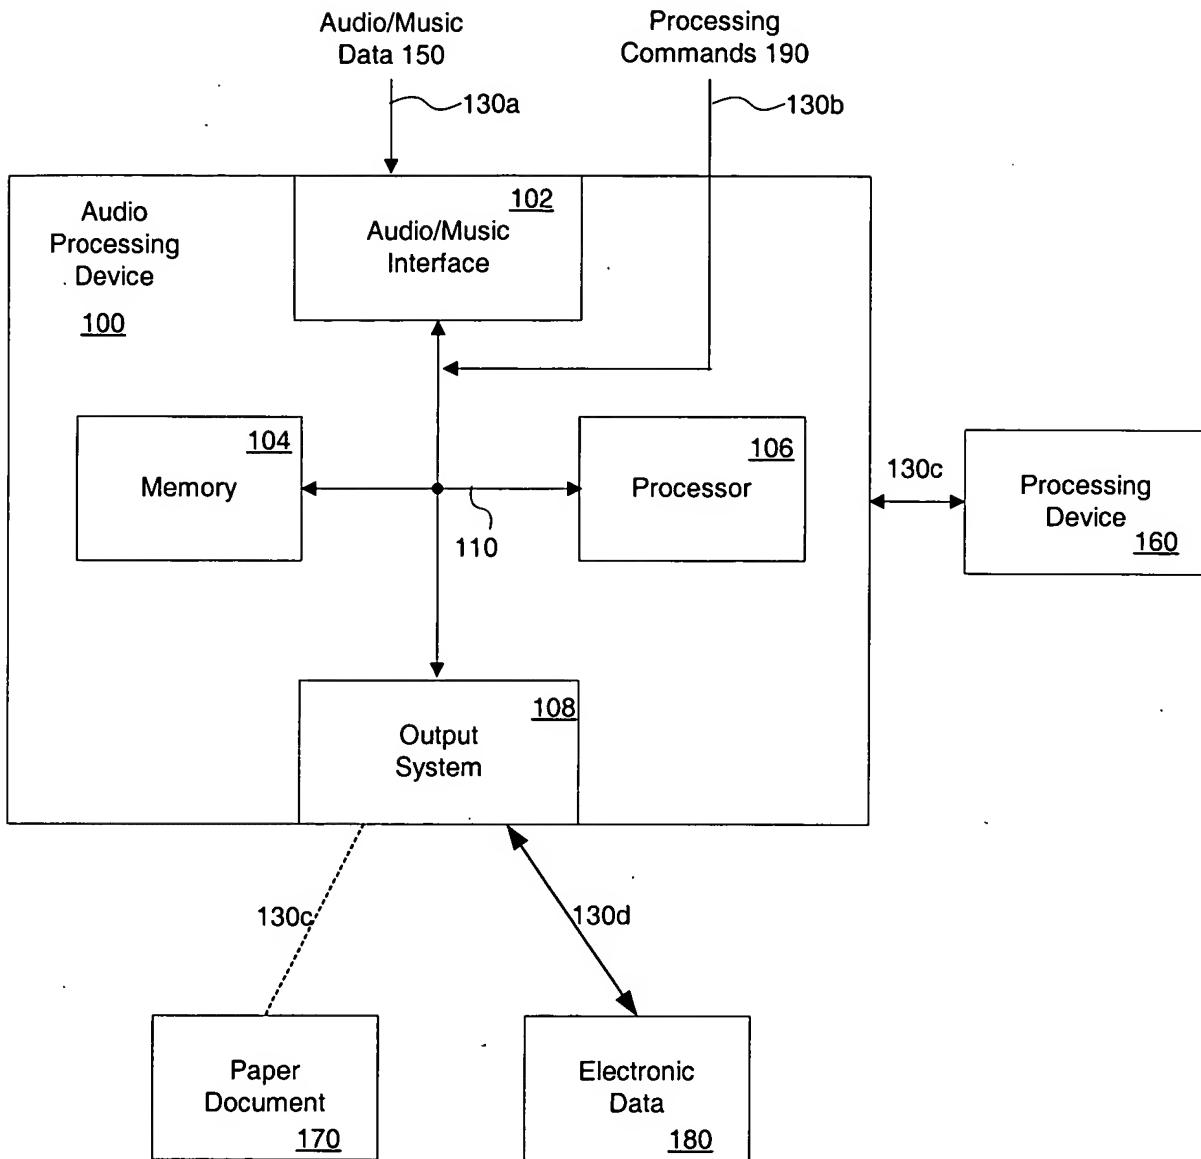 Audio/Music
Data 150
Processing
Commands 190
130a
130b
Audio
Processing
Device
100
102
Audio/Music
Interface
104
Memory
106
Processor
110
130c
Processing
Device
160
108
Output
System
130c
130d
Paper
Document
170
Electronic
Data
180